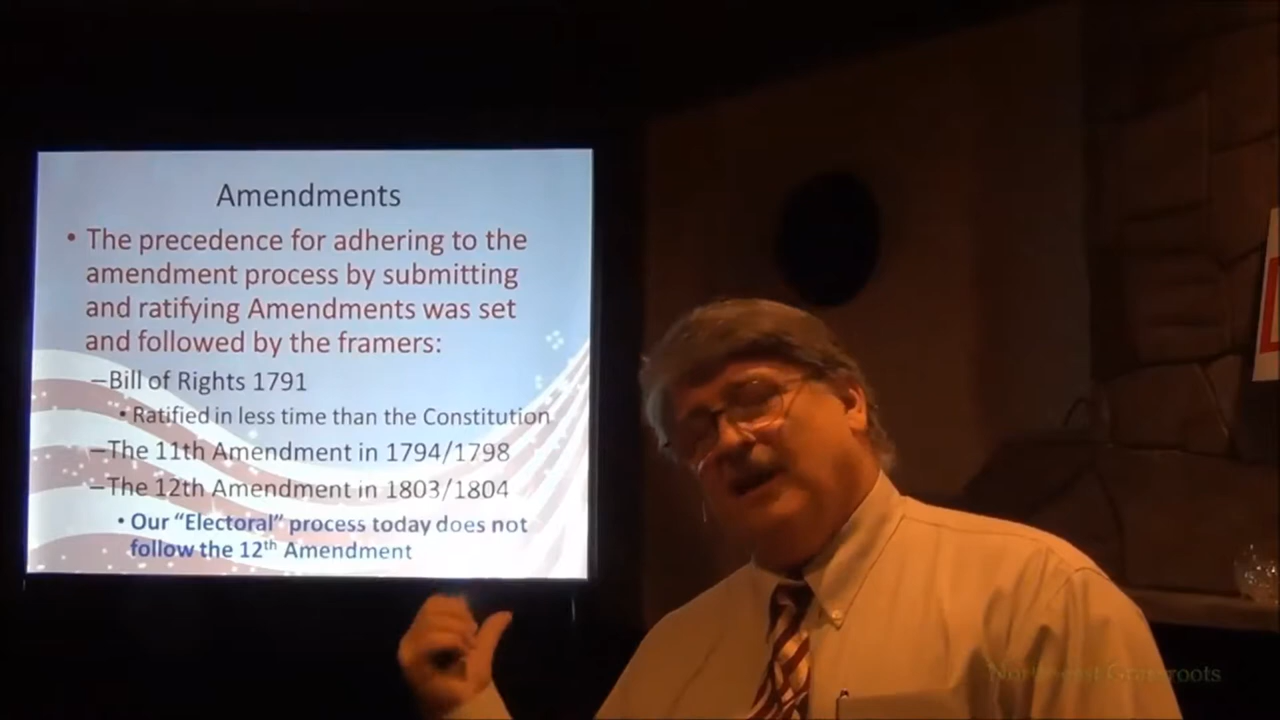 Amendments
• The precedence for adhering to the
amendment process by submitting
and ratifying Amendments was set
and followed by the framers:
–Bill of Rights 1791
• Ratified in less time than the Constitution
–The 11th Amendment in 1794/1798
–The 12th Amendment in 1803/1804
• Our “Electoral” process today does not
follow the 12th Amendment
Northeast Grassroots